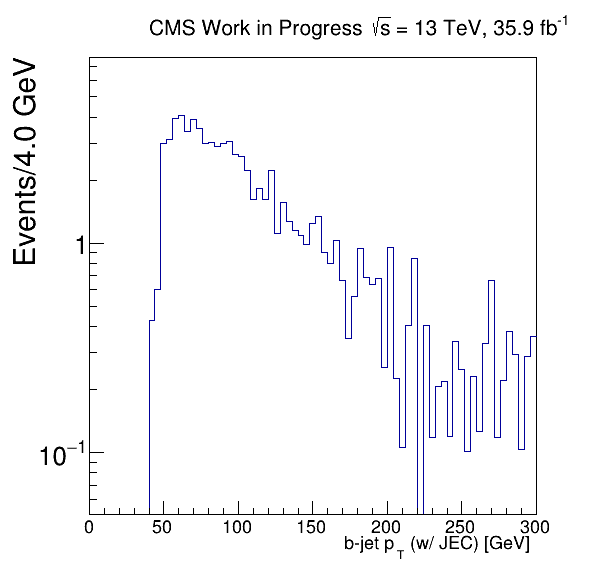 CMS Work in Progress √s = 13 TeV, 35.9 fb⁻¹
Events/4.0 GeV
1
10⁻¹
0 50 100 150 200 250 300
b-jet p_T (w/ JEC) [GeV]